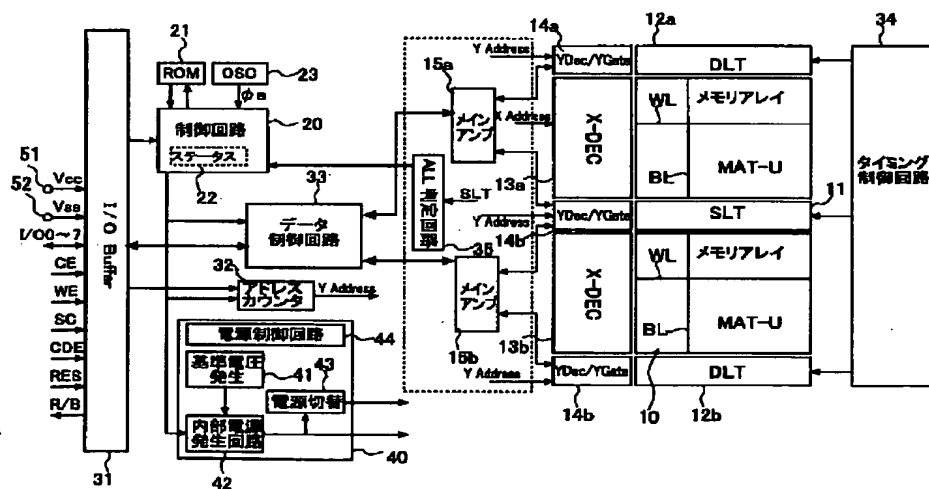 21
ROM
OSC
23
φa
制御回路
20
ステータス
22
51
Vcc
52
Vss
I/O0~7
CE
WE
SC
CDE
RES
R/B
I/O Buffer
31
33
データ
制御回路
32
アドレス
カウンタ
Y Address
電源制御回路
44
基準電圧
発生
41
43
電源切替
内部電源
発生回路
42
40
15a
メイン
アンプ
ALL 判定回路
SLT
35
メイン
アンプ
15b
Y Address
X Address
Y Address
Y Address
14a
YDec/YGate
X-DEC
13a
YDec/YGate
14b
X-DEC
13b
YDec/YGate
14b
12a
DLT
WL
メモリアレイ
BL
MAT-U
11
SLT
WL
メモリアレイ
BL
MAT-U
10
DLT
12b
34
タイミング
制御回路